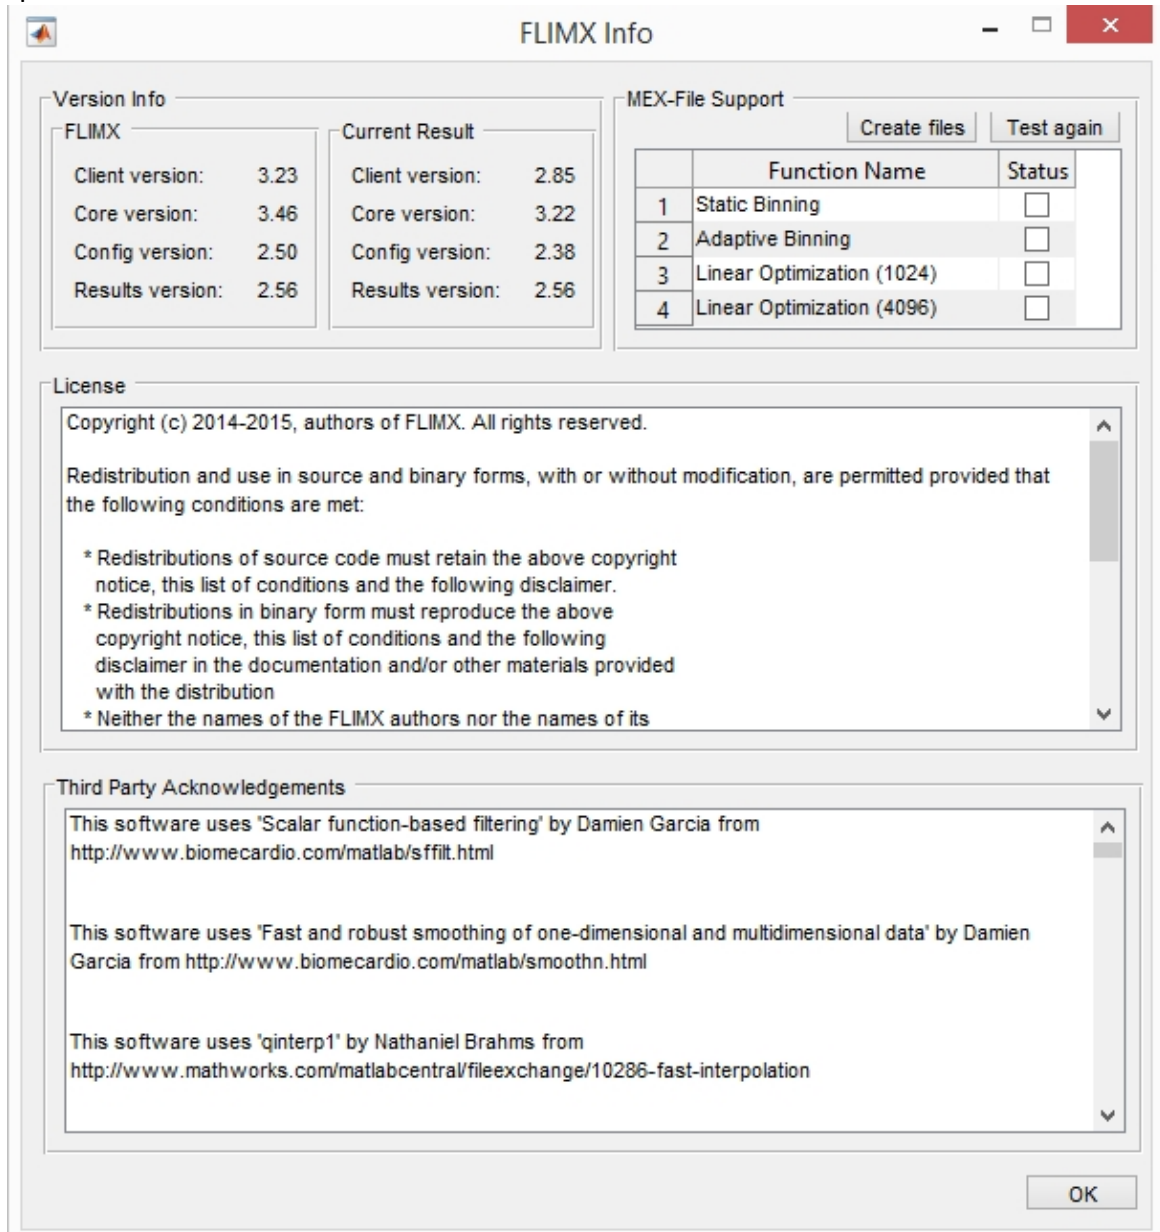 FLIMX Info
Version Info
FLIMX
Client version: 3.23
Core version: 3.46
Config version: 2.50
Results version: 2.56
Current Result
Client version: 2.85
Core version: 3.22
Config version: 2.38
Results version: 2.56
MEX-File Support
Create files Test again
Function Name Status
1 Static Binning
2 Adaptive Binning
3 Linear Optimization (1024)
4 Linear Optimization (4096)
License
Copyright (c) 2014-2015, authors of FLIMX. All rights reserved.
Redistribution and use in source and binary forms, with or without modification, are permitted provided that
the following conditions are met:
* Redistributions of source code must retain the above copyright
notice, this list of conditions and the following disclaimer.
* Redistributions in binary form must reproduce the above
copyright notice, this list of conditions and the following
disclaimer in the documentation and/or other materials provided
with the distribution
* Neither the names of the FLIMX authors nor the names of its
Third Party Acknowledgements
This software uses 'Scalar function-based filtering' by Damien Garcia from
http://www.biomecardio.com/matlab/sffilt.html
This software uses 'Fast and robust smoothing of one-dimensional and multidimensional data' by Damien
Garcia from http://www.biomecardio.com/matlab/smoothn.html
This software uses 'qinterp1' by Nathaniel Brahms from
http://www.mathworks.com/matlabcentral/fileexchange/10286-fast-interpolation
OK